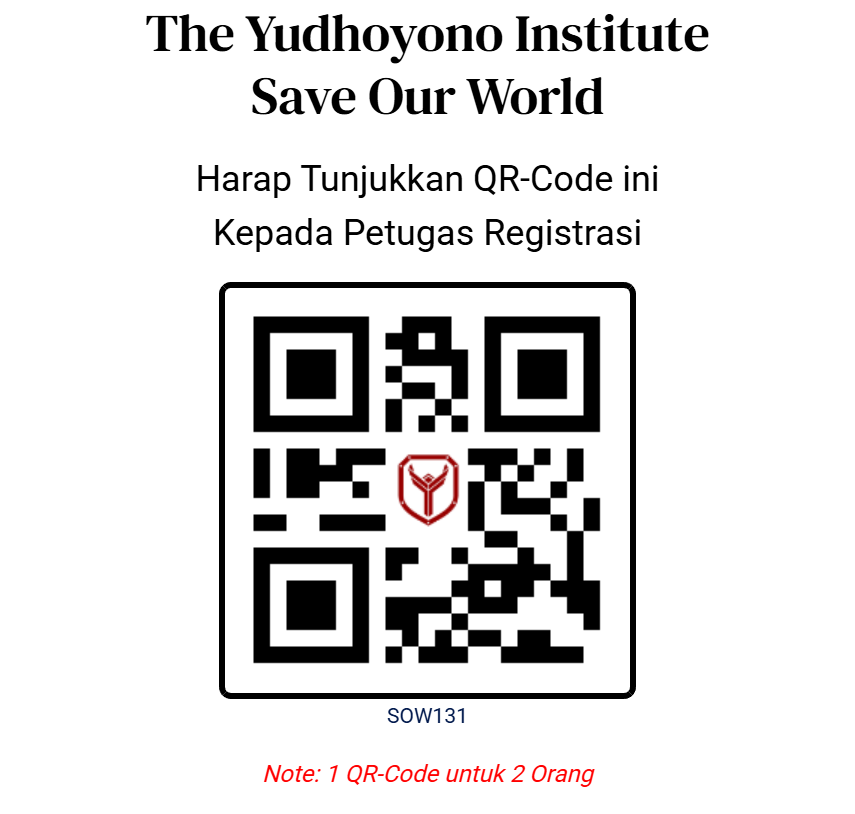 The Yudhoyono Institute
Save Our World
Harap Tunjukkan QR-Code ini
Kepada Petugas Registrasi
SOW131
Note: 1 QR-Code untuk 2 Orang